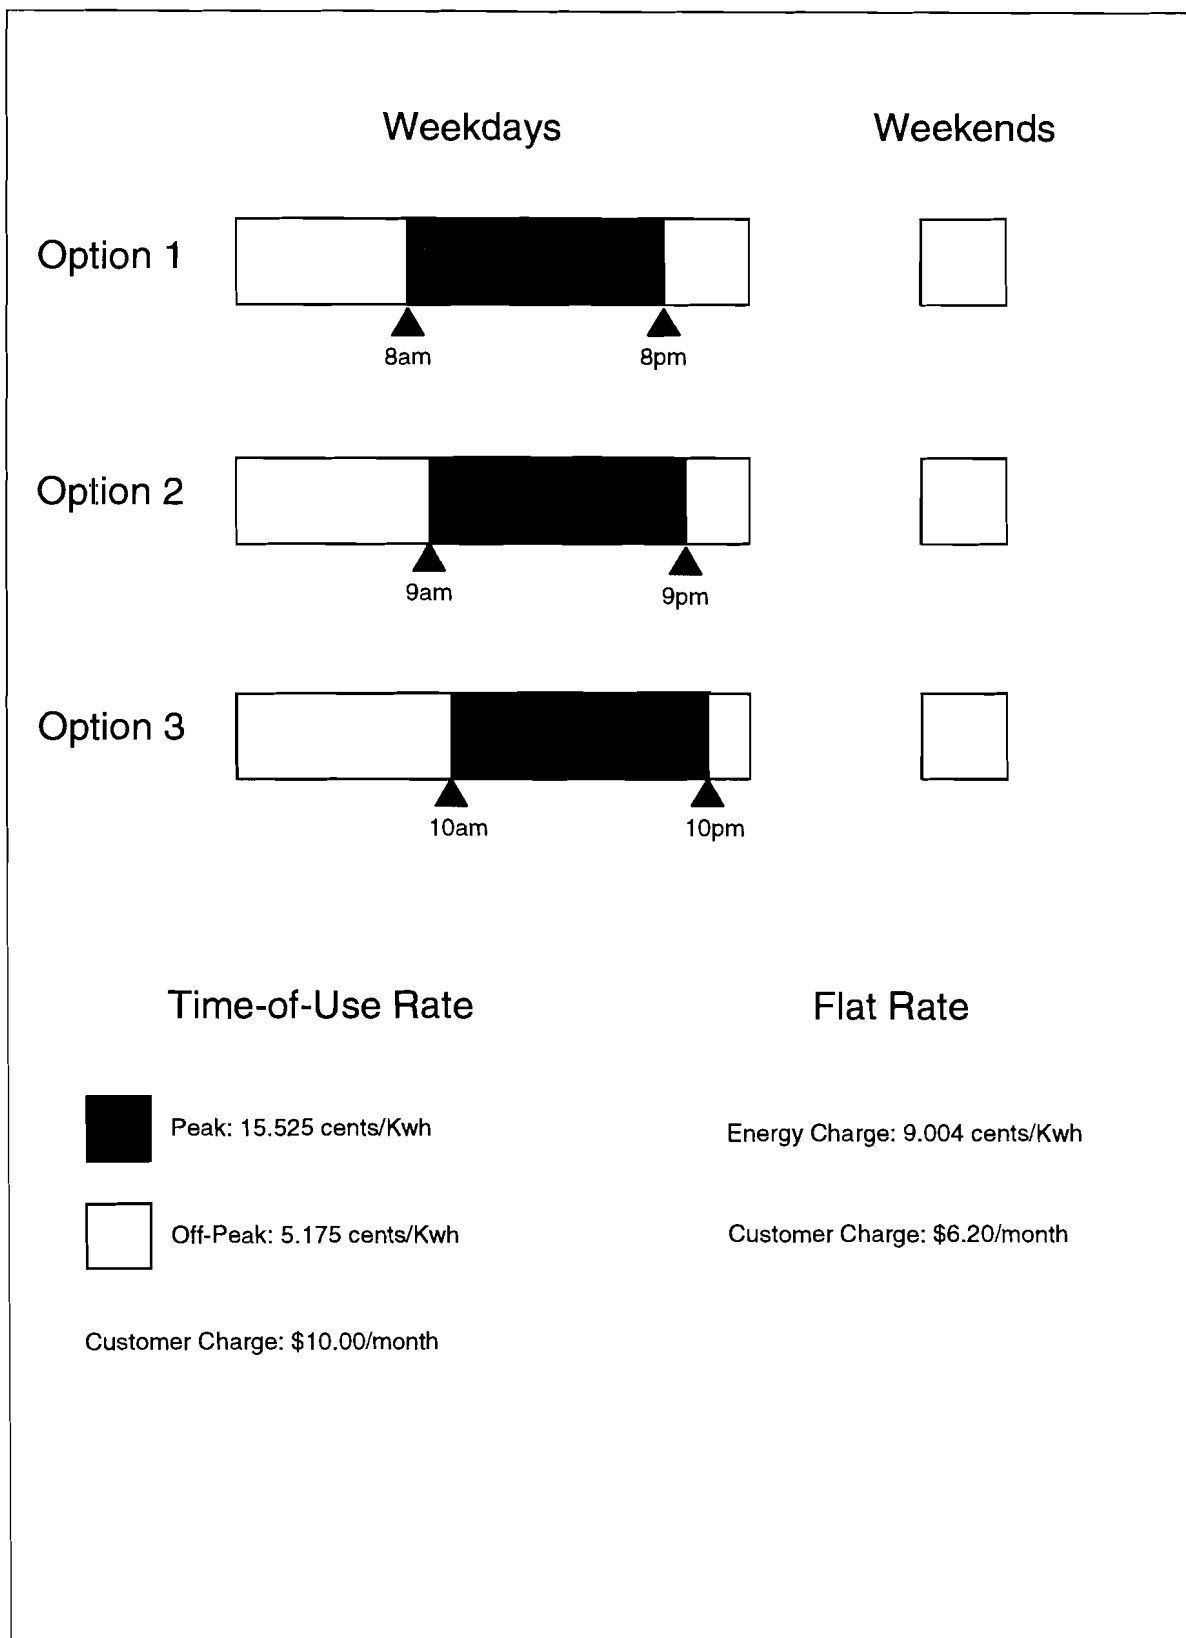 Weekdays Weekends
Option 1
8am 8pm
Option 2
9am 9pm
Option 3
10am 10pm
Time-of-Use Rate Flat Rate
Peak: 15.525 cents/Kwh
Energy Charge: 9.004 cents/Kwh
Off-Peak: 5.175 cents/Kwh
Customer Charge: $6.20/month
Customer Charge: $10.00/month